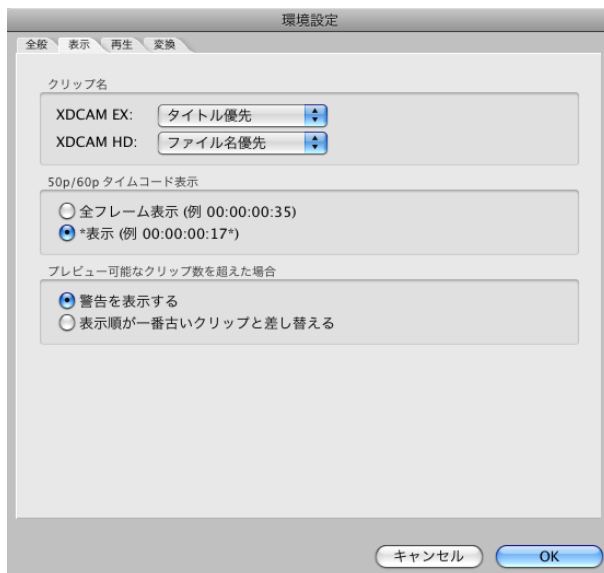 環境設定
全般 表示 再生 変換
クリップ名
XDCAM EX: タイトル優先
XDCAM HD: ファイル名優先
50p/60p タイムコード表示
全フレーム表示 (例 00:00:00:35)
*表示 (例 00:00:00:17*)
プレビュー可能なクリップ数を超えた場合
警告を表示する
表示順が一番古いクリップと差し替える
キャンセル OK